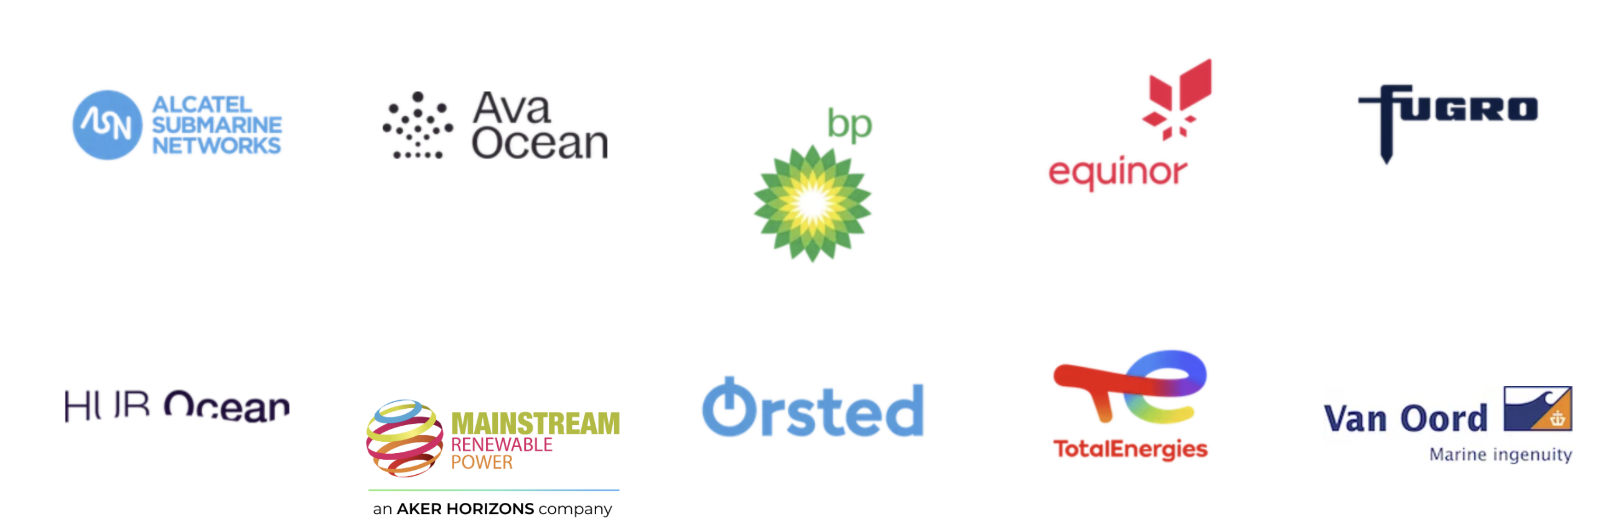 ASN
ALCATEL
SUBMARINE
NETWORKS
Ava
Ocean
bp
equinor
fUGRO
HUB Ocean
MAINSTREAM
RENEWABLE
POWER
an AKER HORIZONS company
Ørsted
TotalEnergies
Van Oord
Marine ingenuity